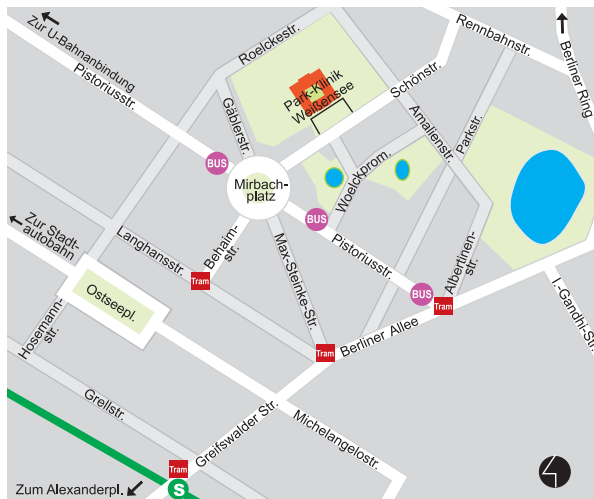 Zur U-Bahnanbindung
Pistoriusstr.
Roelckestr.
Rennbahnstr.
Berliner Ring
Park-Klinik
Weißensee
Schönstr.
Gäblerstr.
Amalienstr.
Parkstr.
BUS
Mirbach-
platz
Woelckprom.
BUS
Pistoriusstr.
Zur Stadt-
autobahn
Langhansstr.
Behaim-
str.
Max-Steinke-Str.
Albertinen-
str.
Tram
BUS
Tram
I.-Gandhi-Str.
Ostseepl.
Hosemann-
str.
Tram
Berliner Allee
Grellstr.
Greifswalder Str.
Michelangelostr.
Tram
S
Zum Alexanderpl.